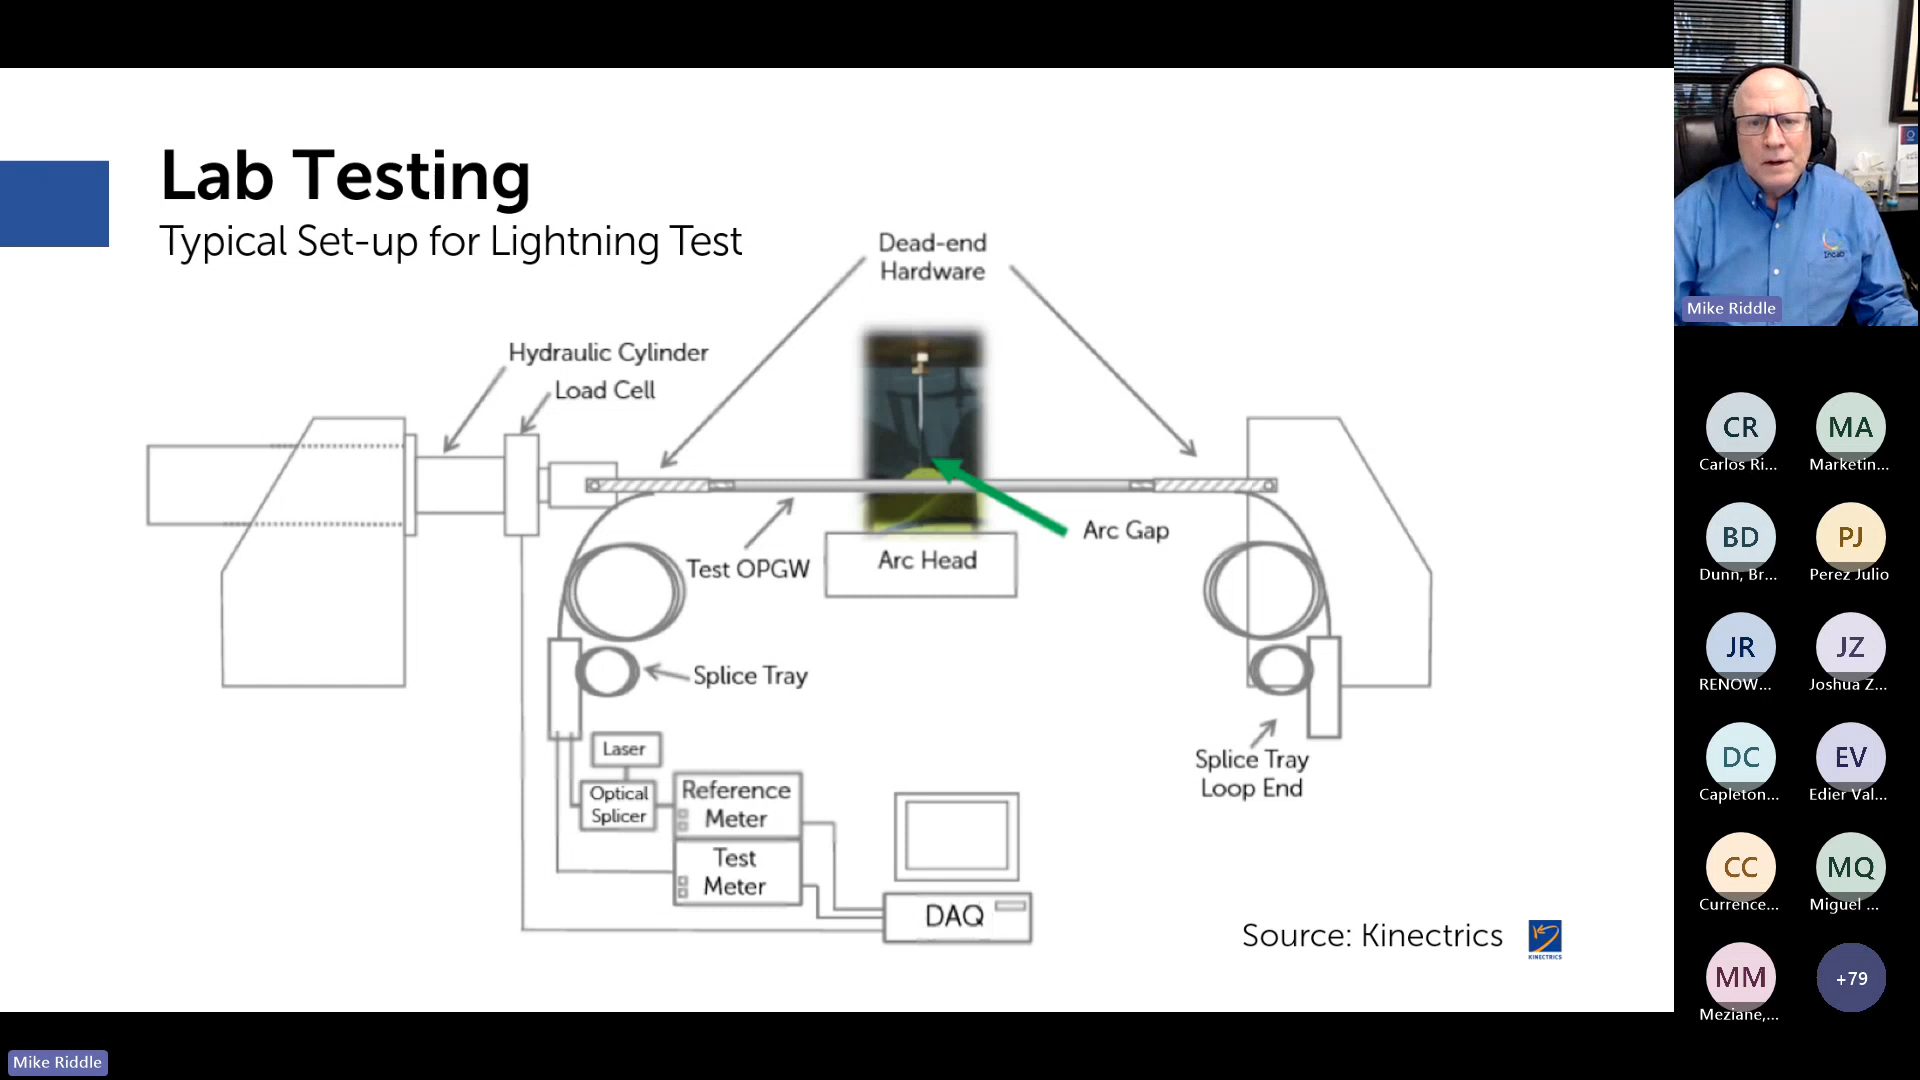 Lab Testing
Typical Set-up for Lightning Test
Dead-end
Hardware
Hydraulic Cylinder
Load Cell
Arc Gap
Test OPGW
Arc Head
Splice Tray
Laser
Optical
Splicer
Reference
Meter
Test
Meter
DAQ
Splice Tray
Loop End
Source: Kinectrics
KINECTRICS
Incab
Mike Riddle
CR
Carlos Ri...
MA
Marketin...
BD
Dunn, Br...
PJ
Perez Julio
JR
RENOW...
JZ
Joshua Z...
DC
Capleton...
EV
Edier Val...
CC
Currence...
MQ
Miguel ...
MM
Meziane,...
+79
Mike Riddle